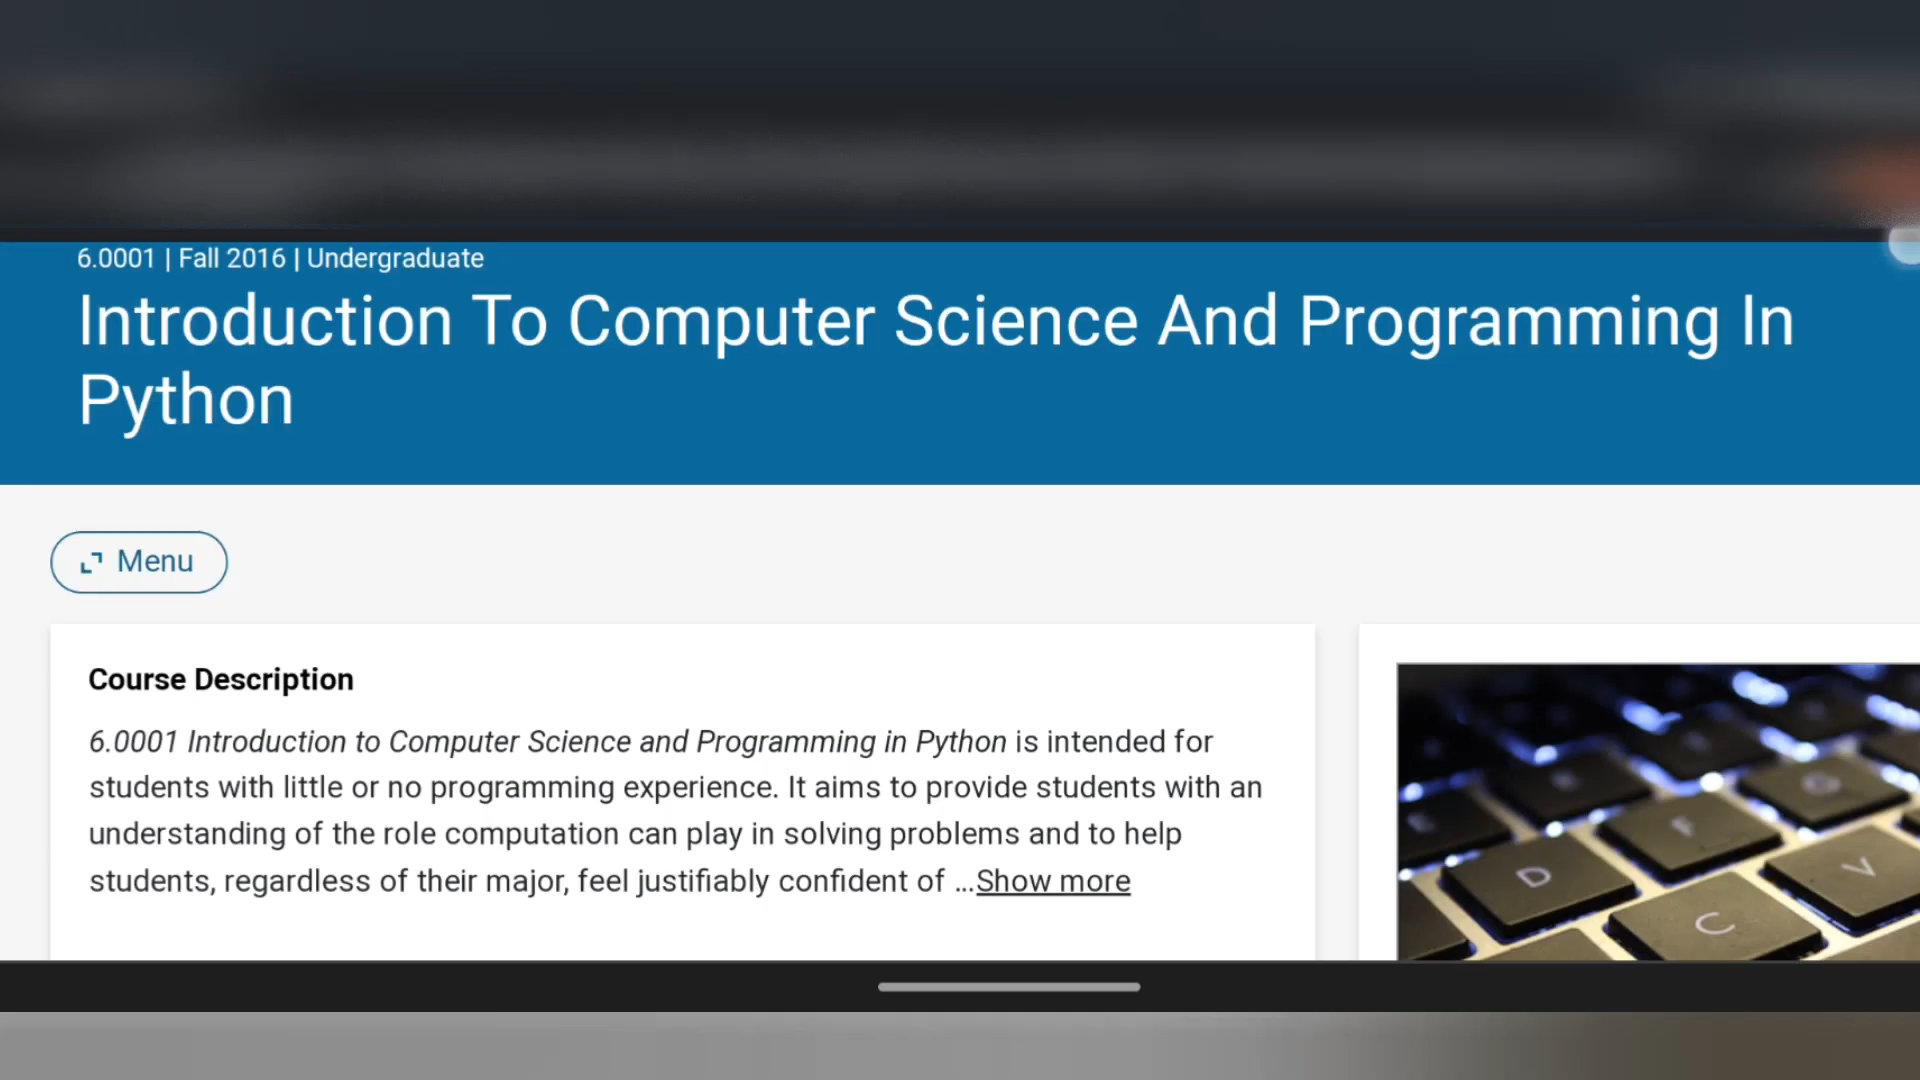 6.0001 | Fall 2016 | Undergraduate
Introduction To Computer Science And Programming In
Python
Menu
Course Description
6.0001 Introduction to Computer Science and Programming in Python is intended for
students with little or no programming experience. It aims to provide students with an
understanding of the role computation can play in solving problems and to help
students, regardless of their major, feel justifiably confident of ...Show more
D
F
C
V